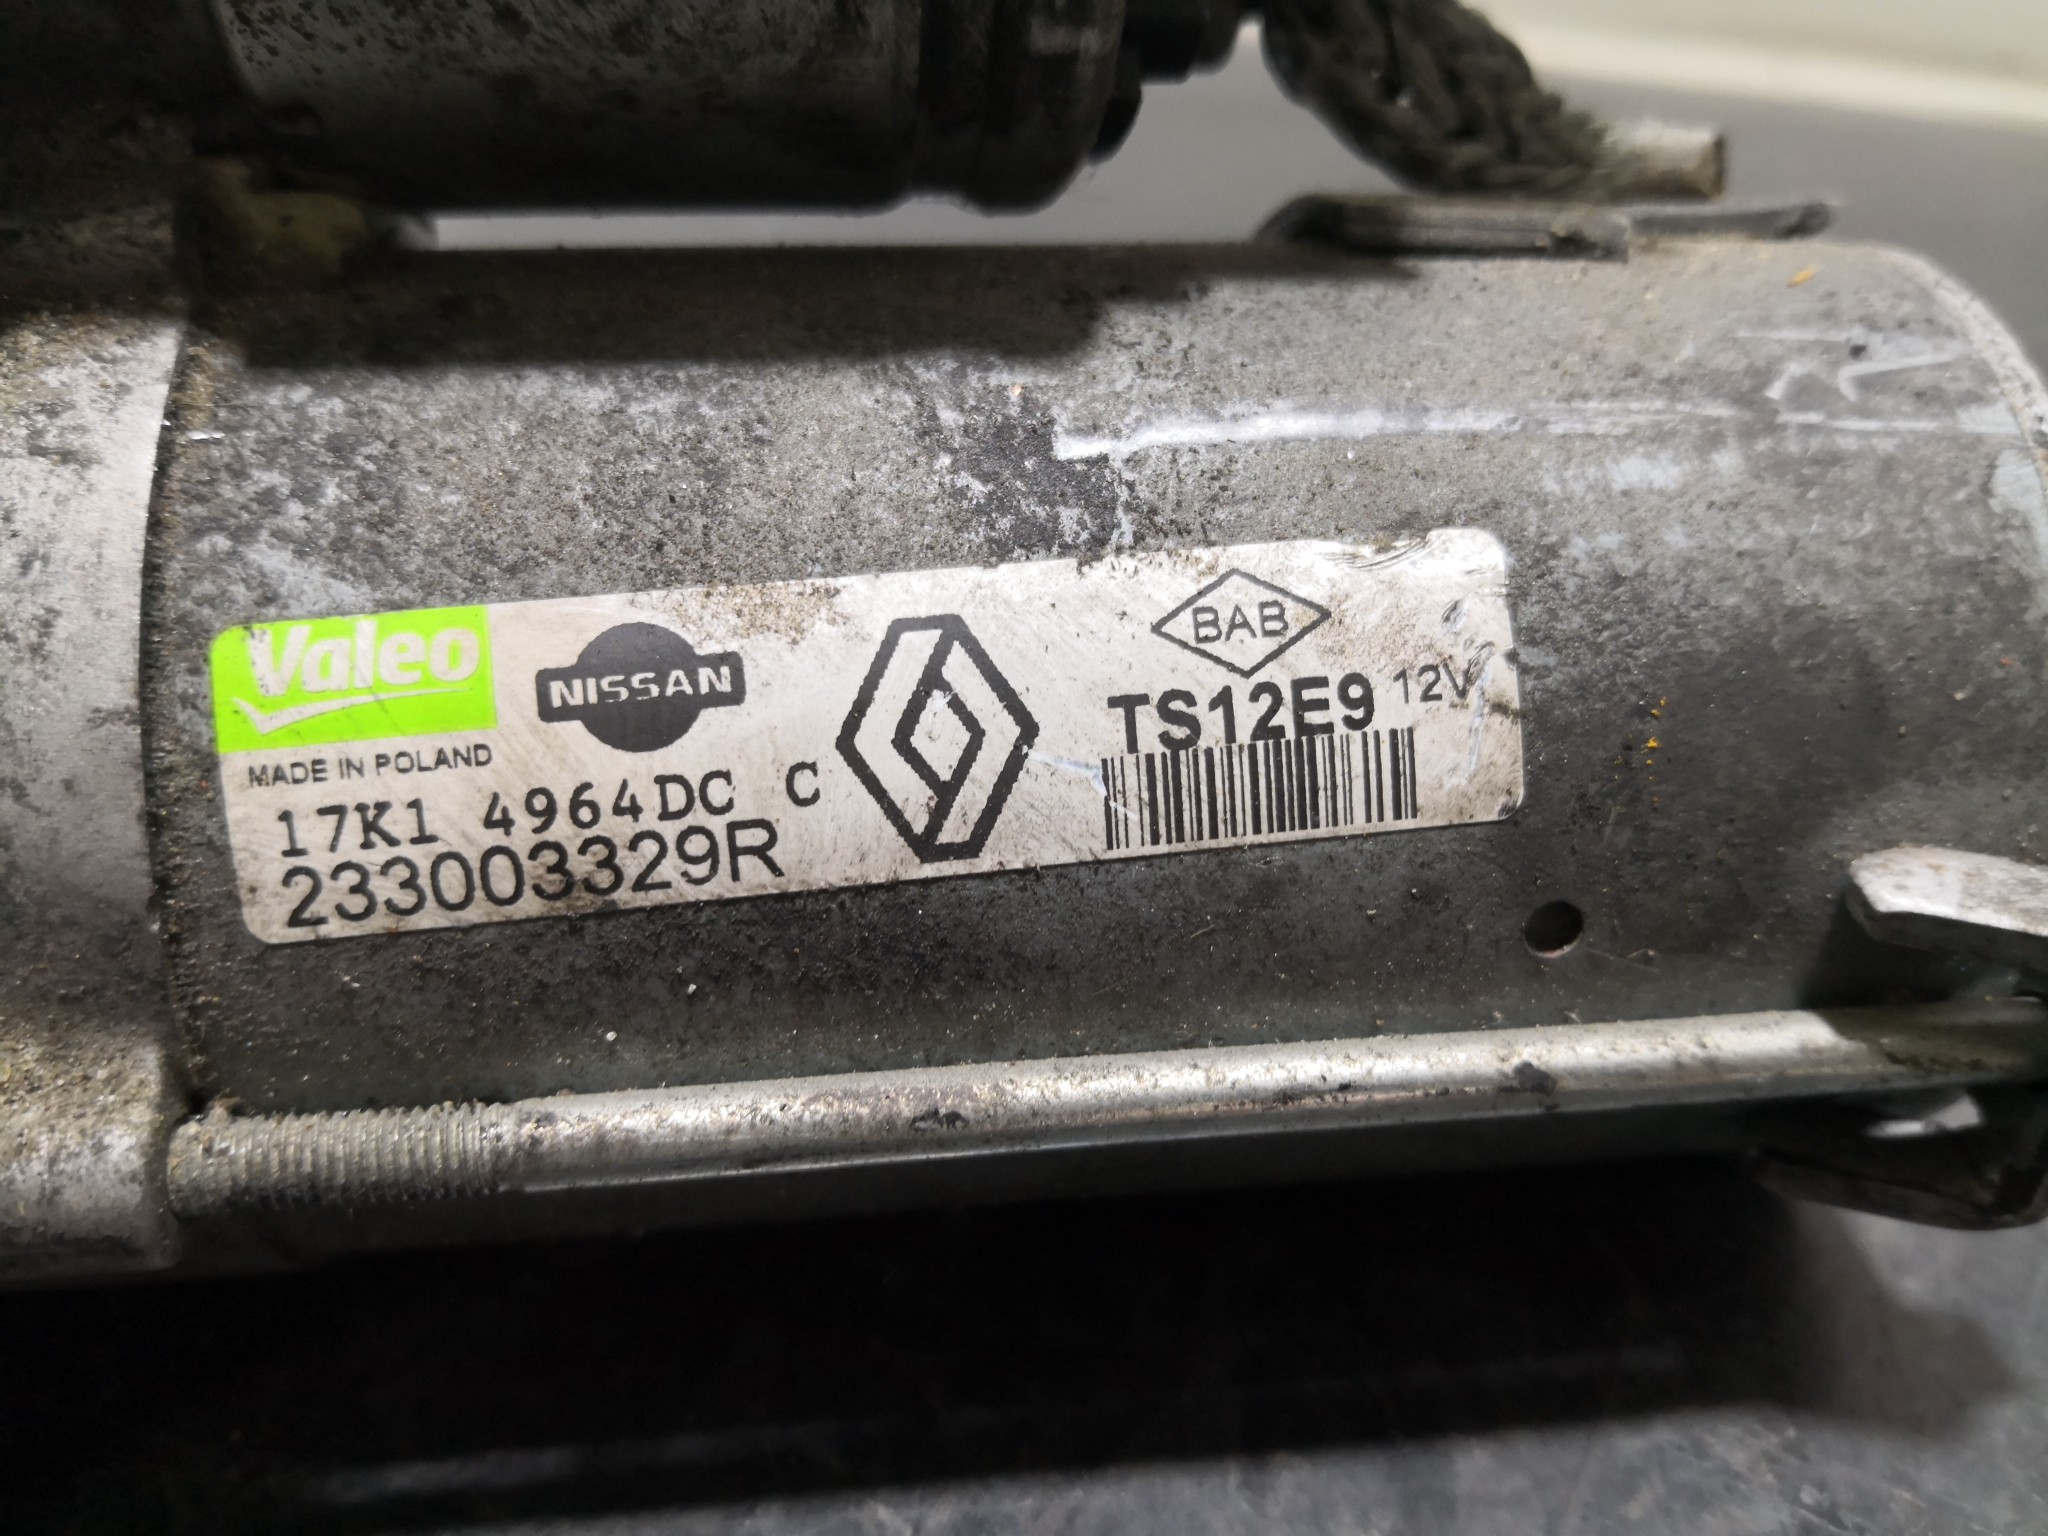 Valeo
MADE IN POLAND
NISSAN
17K1 4964DC C
233003329R
BAB
TS12E9 12V